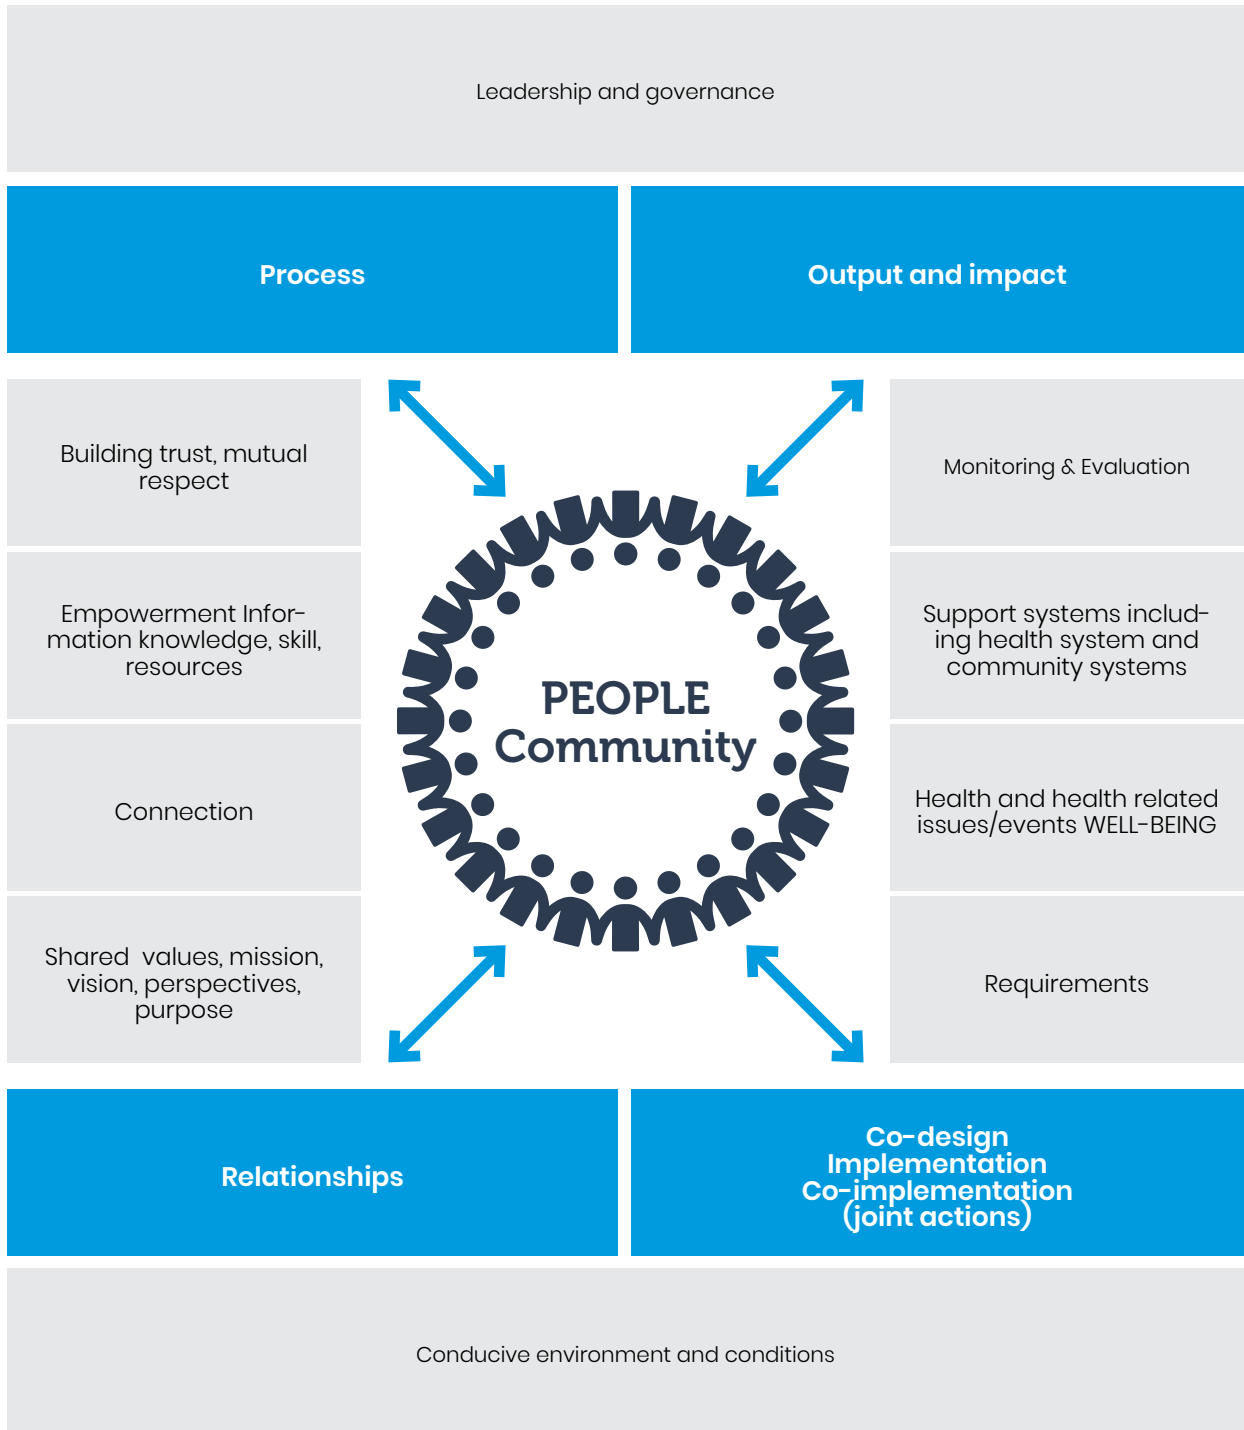 Leadership and governance
Process
Output and impact
Building trust, mutual
respect
Empowerment Infor-
mation knowledge, skill,
resources
Connection
Shared values, mission,
vision, perspectives,
purpose
PEOPLE
Community
Monitoring & Evaluation
Support systems includ-
ing health system and
community systems
Health and health related
issues/events WELL-BEING
Requirements
Relationships
Co-design
Implementation
Co-implementation
(joint actions)
Conducive environment and conditions